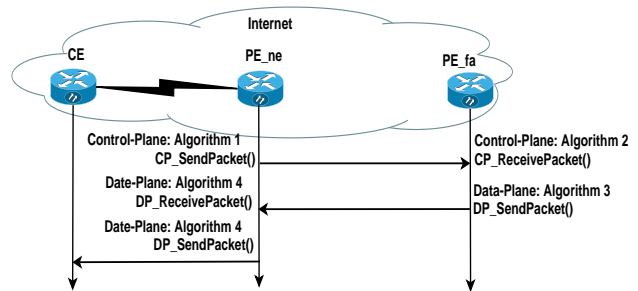 Internet
CE
PE_ne
PE_fa
Control-Plane: Algorithm 1
CP_SendPacket()
Control-Plane: Algorithm 2
CP_ReceivePacket()
Date-Plane: Algorithm 4
DP_ReceivePacket()
Data-Plane: Algorithm 3
DP_SendPacket()
Date-Plane: Algorithm 4
DP_SendPacket()